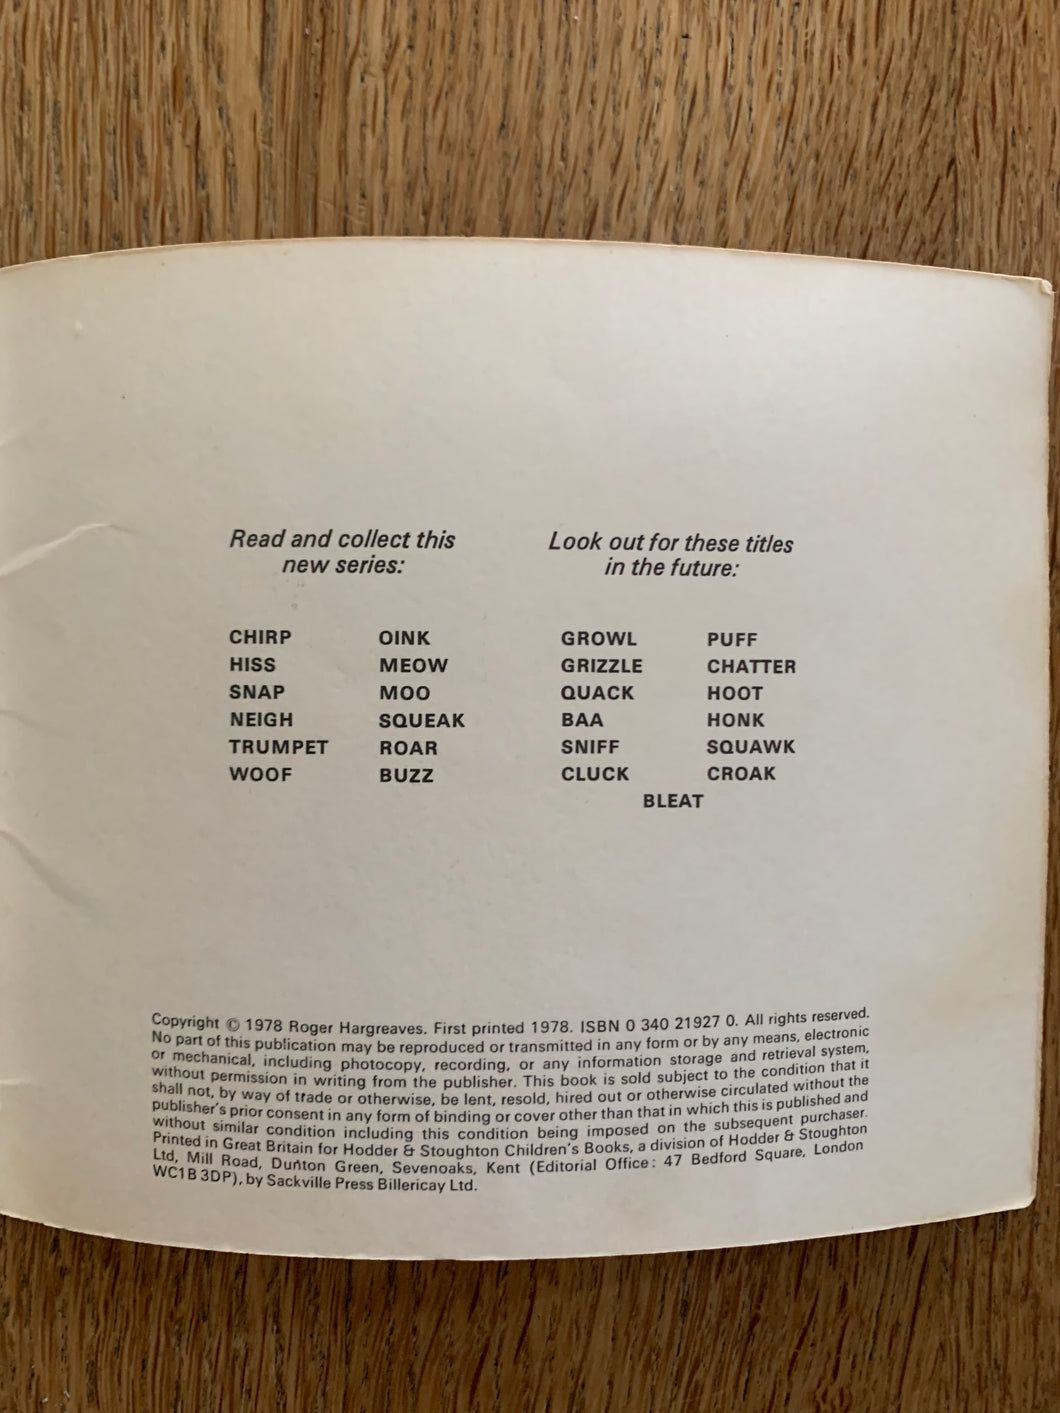 Read and collect this
new series:
CHIRP OINK
HISS MEOW
SNAP MOO
NEIGH SQUEAK
TRUMPET ROAR
WOOF BUZZ
Look out for these titles
in the future:
GROWL PUFF
GRIZZLE CHATTER
QUACK HOOT
BAA HONK
SNIFF SQUAWK
CLUCK CROAK
BLEAT
Copyright © 1978 Roger Hargreaves. First printed 1978. ISBN 0 340 21927 0. All rights reserved.
No part of this publication may be reproduced or transmitted in any form or by any means, electronic
or mechanical, including photocopy, recording, or any information storage and retrieval system,
without permission in writing from the publisher. This book is sold subject to the condition that it
shall not, by way of trade or otherwise, be lent, resold, hired out or otherwise circulated without the
publisher's prior consent in any form of binding or cover other than that in which this is published and
without similar condition including this condition being imposed on the subsequent purchaser.
Printed in Great Britain for Hodder & Stoughton Children's Books, a division of Hodder & Stoughton
Ltd, Mill Road, Dunton Green, Sevenoaks, Kent (Editorial Office: 47 Bedford Square, London
WC1B 3DP), by Sackville Press Billericay Ltd.